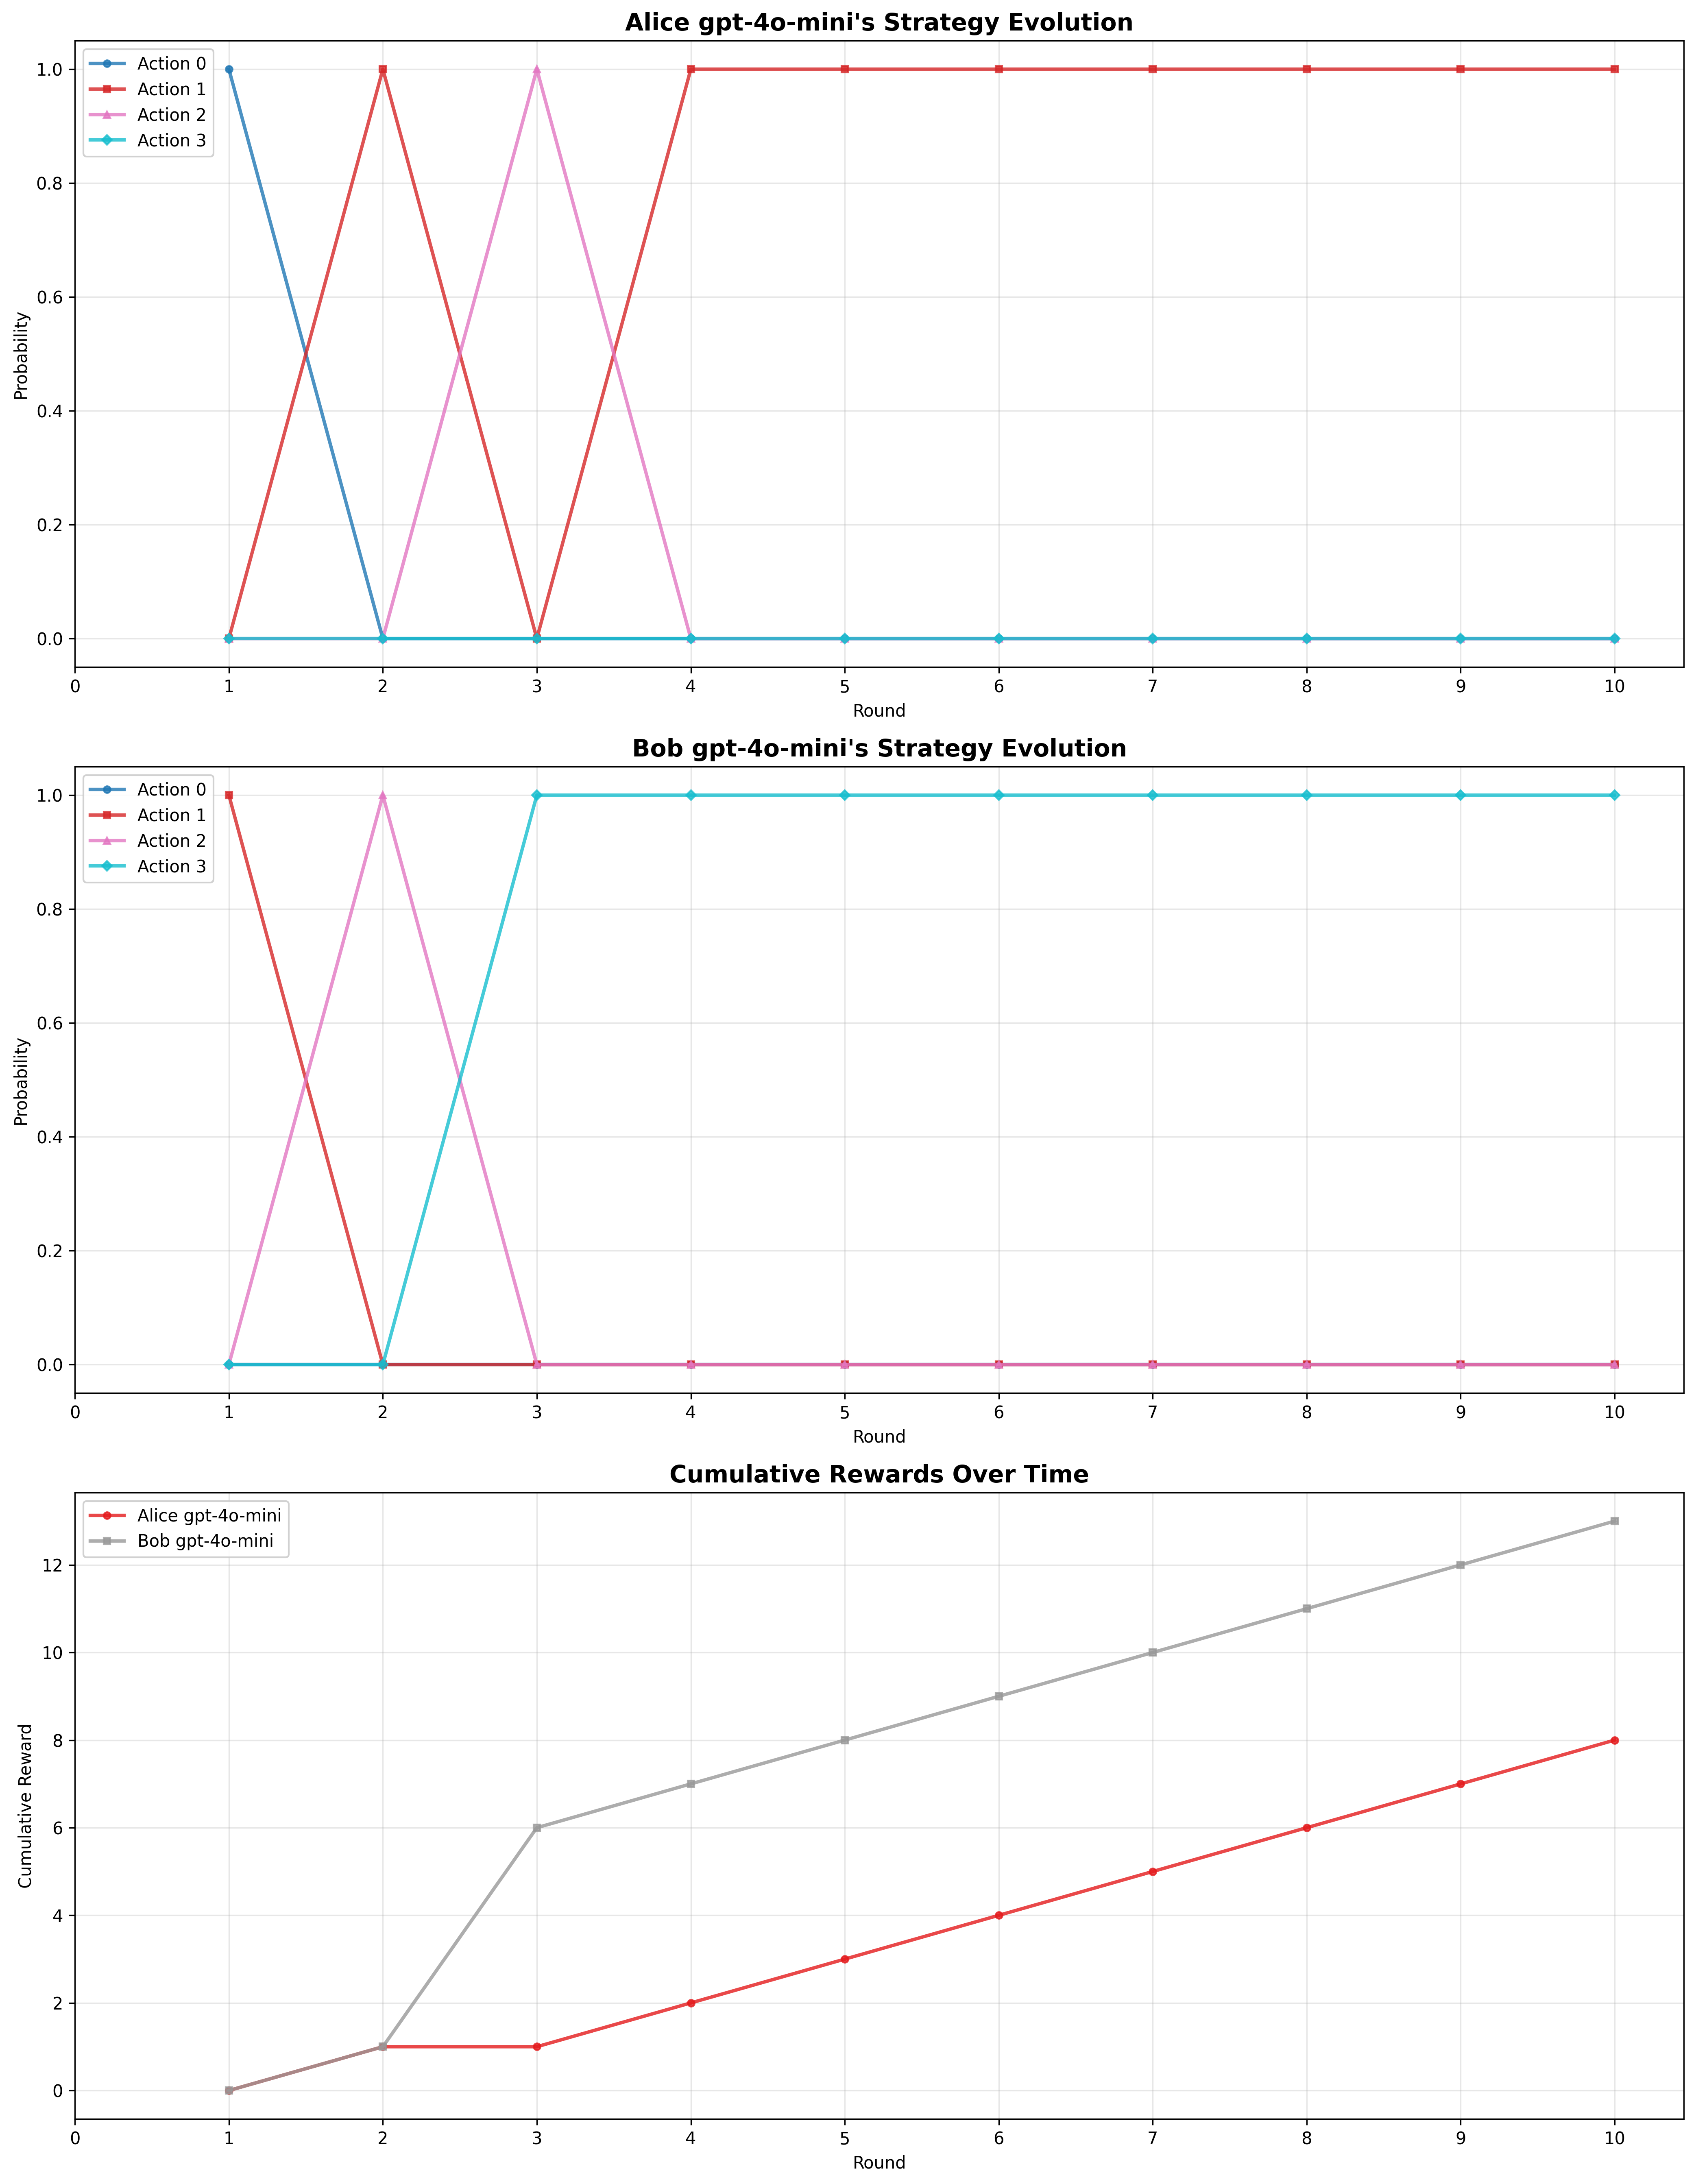 Alice gpt-4o-mini's Strategy Evolution
Action 0
Action 1
Action 2
Action 3
1.0
0.8
0.6
0.4
0.2
0.0
Probability
0 1 2 3 4 5 6 7 8 9 10
Round
Bob gpt-4o-mini's Strategy Evolution
Action 0
Action 1
Action 2
Action 3
1.0
0.8
0.6
0.4
0.2
0.0
Probability
0 1 2 3 4 5 6 7 8 9 10
Round
Cumulative Rewards Over Time
Alice gpt-4o-mini
Bob gpt-4o-mini
12
10
8
6
4
2
0
Cumulative Reward
0 1 2 3 4 5 6 7 8 9 10
Round